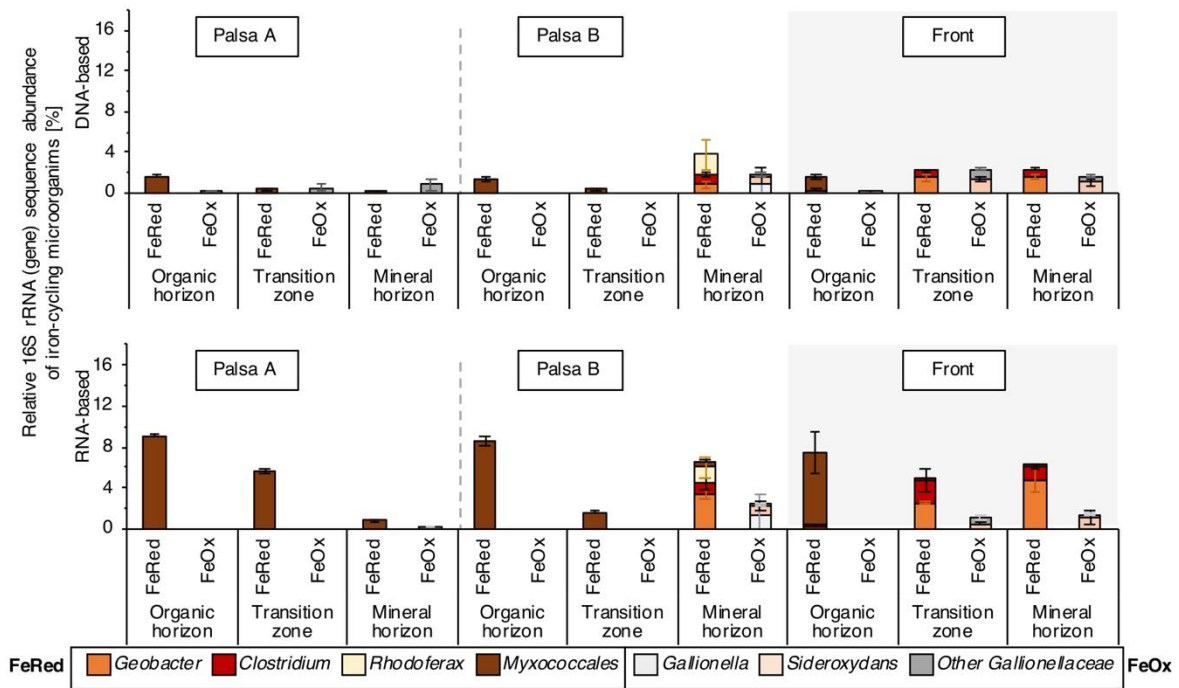 Relative 16S rRNA (gene) sequence abundance
of iron-cycling microorganims [%]
DNA-based
16
12
8
4
0
Palsa A
Palsa B
Front
FeRed
FeOx
FeRed
FeOx
FeRed
FeOx
FeRed
FeOx
FeRed
FeOx
FeRed
FeOx
FeRed
FeOx
FeRed
FeOx
FeRed
FeOx
Organic horizon
Transition zone
Mineral horizon
Organic horizon
Transition zone
Mineral horizon
Organic horizon
Transition zone
Mineral horizon
RNA-based
16
12
8
4
0
Palsa A
Palsa B
Front
FeRed
FeOx
FeRed
FeOx
FeRed
FeOx
FeRed
FeOx
FeRed
FeOx
FeRed
FeOx
FeRed
FeOx
FeRed
FeOx
FeRed
FeOx
Organic horizon
Transition zone
Mineral horizon
Organic horizon
Transition zone
Mineral horizon
Organic horizon
Transition zone
Mineral horizon
FeRed Geobacter Clostridium Rhodoferax Myxococcales Gallionella Sideroxydans Other Gallionellaceae FeOx